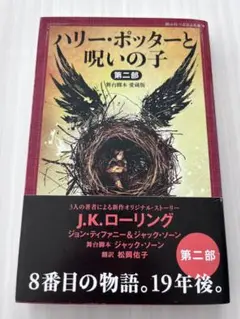 ハリー・ポッターと
呪いの子
第二部
舞台脚本 愛蔵版
3人の著者による新作オリジナル・ストーリー
J.K.ローリング
ジョン・ティファニー&ジャック・ソーン
舞台脚本 ジャック・ソーン
翻訳 松岡佑子
第二部
8番目の物語。19年後。